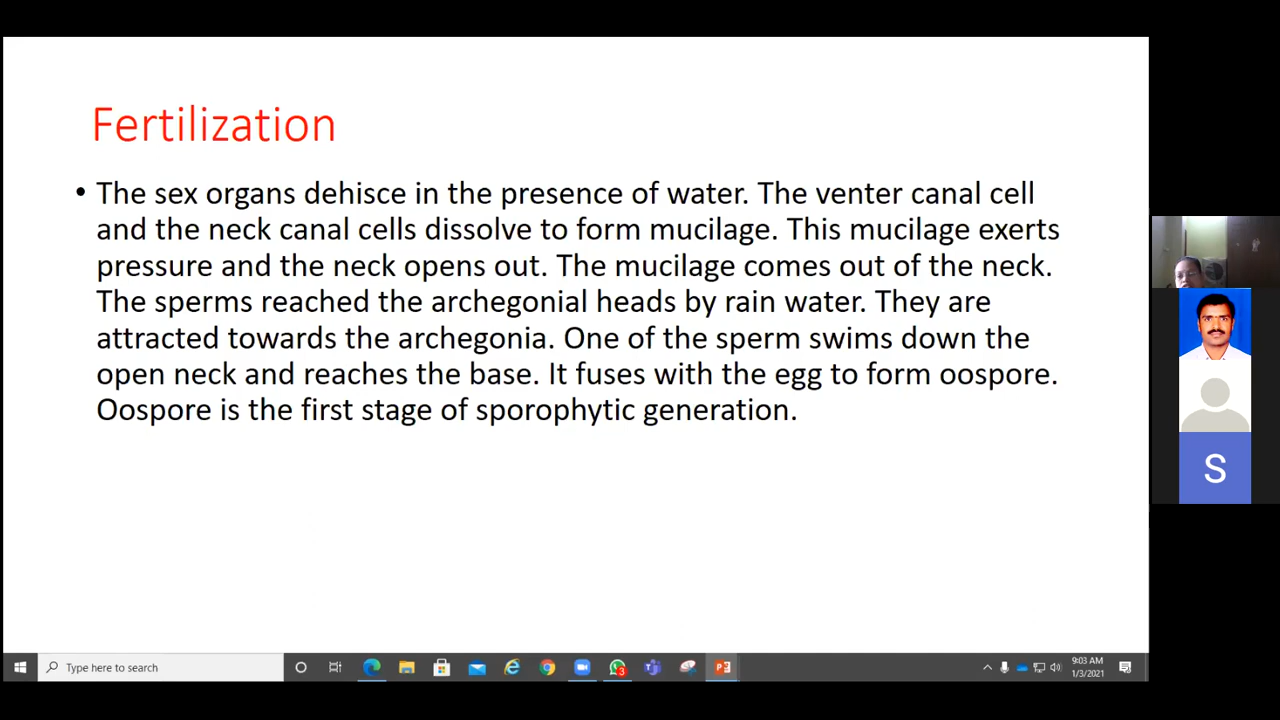 Fertilization
• The sex organs dehisce in the presence of water. The venter canal cell
and the neck canal cells dissolve to form mucilage. This mucilage exerts
pressure and the neck opens out. The mucilage comes out of the neck.
The sperms reached the archegonial heads by rain water. They are
attracted towards the archegonia. One of the sperm swims down the
open neck and reaches the base. It fuses with the egg to form oospore.
Oospore is the first stage of sporophytic generation.
S
Type here to search
3
9:03 AM
1/3/2021